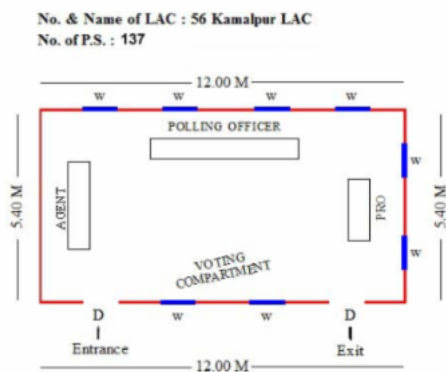 No. & Name of LAC : 56 Kamalpur LAC
No. of P.S. : 137
12.00 M
W W W W
POLLING OFFICER
5.40 M
AGENT
PRO
W
5.40 M
W
VOTING
COMPARTMENT
D W W D
Entrance Exit
12.00 M